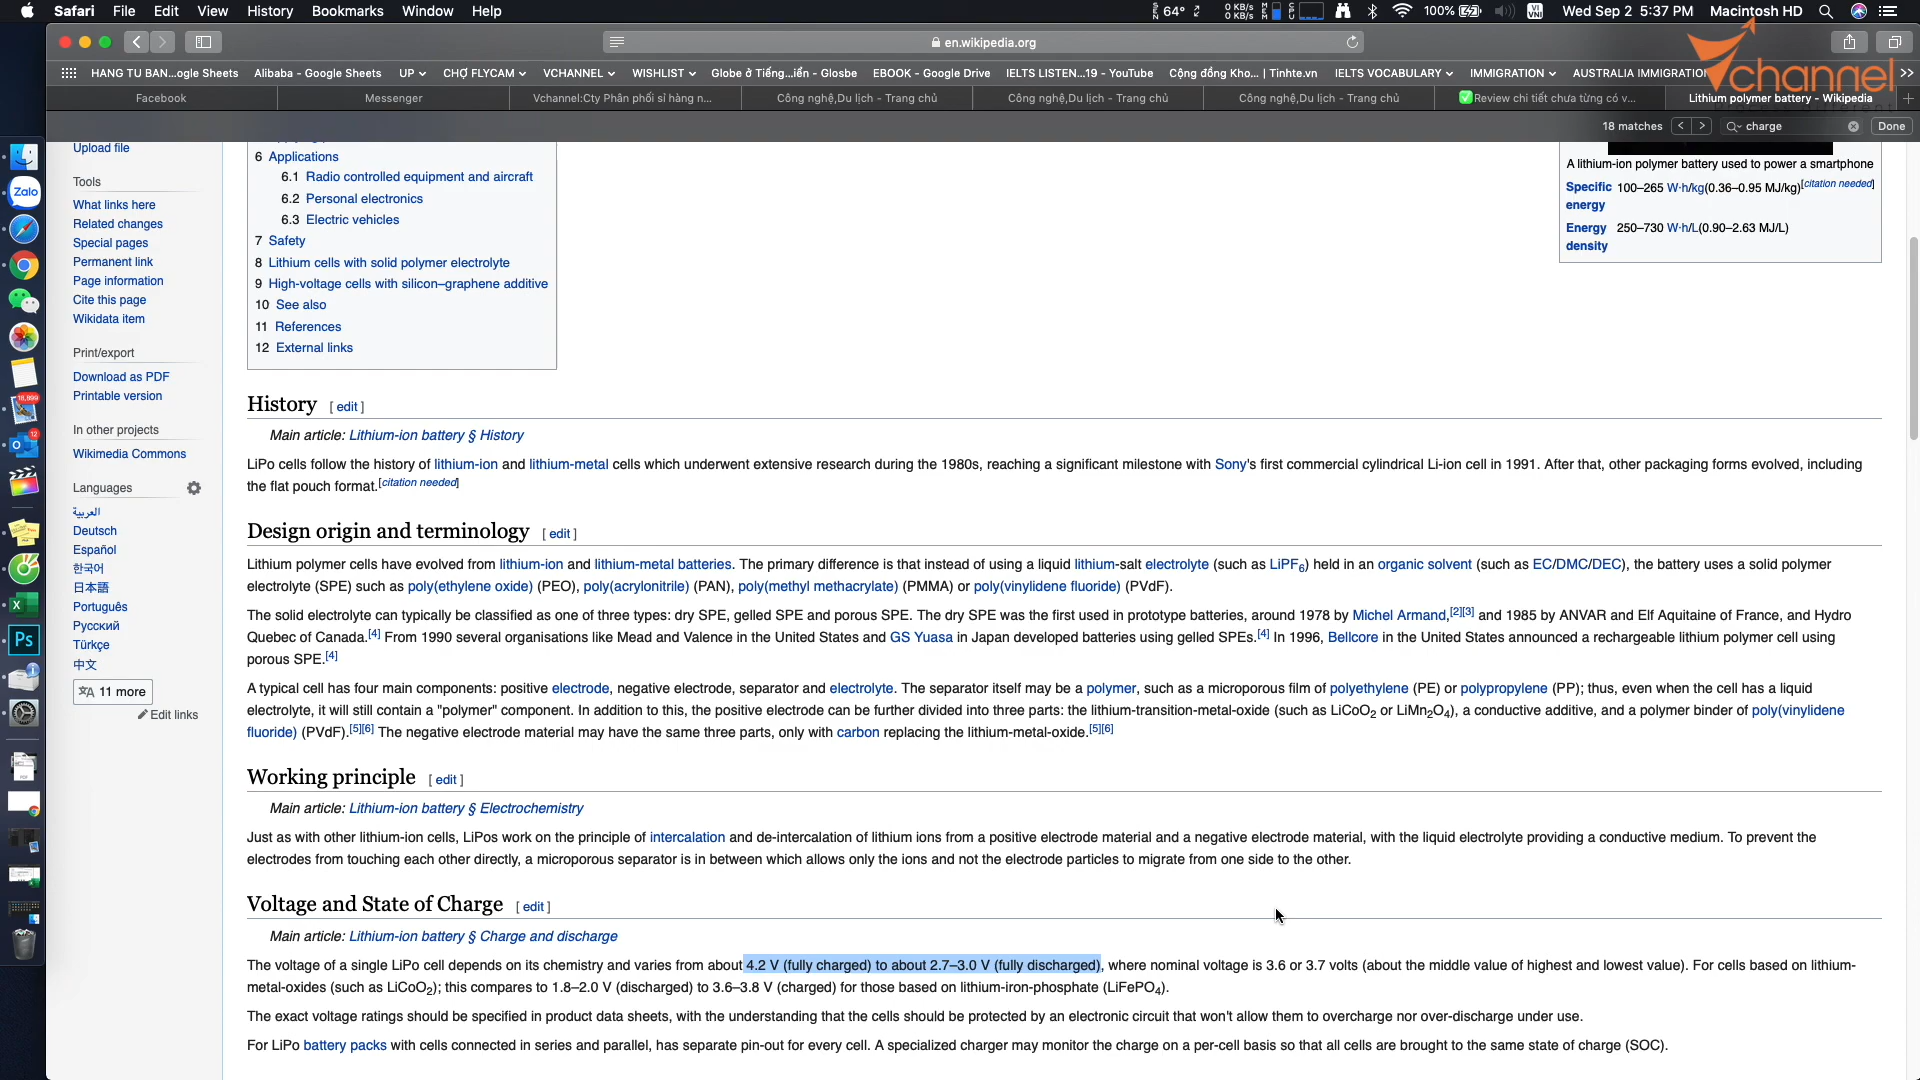 Safari File Edit View History Bookmarks Window Help
64° 0 KB/s 0 KB/s 100% VI VNI Wed Sep 2 5:37 PM Macintosh HD
en.wikipedia.org
HANG TU BAN...ogle Sheets Alibaba - Google Sheets UP CHỢ FLYCAM VCHANNEL WISHLIST Globe ở Tiếng...iển - Glosbe EBOOK - Google Drive IELTS LISTEN...19 - YouTube Cộng đồng Kho... | Tinhte.vn IELTS VOCABULARY IMMIGRATION AUSTRALIA IMMIGRATIO
channel
Facebook Messenger Vchannel:Cty Phân phối sỉ hàng n... Công nghệ,Du lịch - Trang chủ Công nghệ,Du lịch - Trang chủ Công nghệ,Du lịch - Trang chủ ✅Review chi tiết chưa từng có v... Lithium polymer battery - Wikipedia
18 matches charge Done
Zalo
18,899
12
Ps
Upload file
Tools
What links here
Related changes
Special pages
Permanent link
Page information
Cite this page
Wikidata item
Print/export
Download as PDF
Printable version
In other projects
Wikimedia Commons
Languages
العربية
Deutsch
Español
한국어
日本語
Português
Русский
Türkçe
中文
11 more
Edit links
6 Applications
6.1 Radio controlled equipment and aircraft
6.2 Personal electronics
6.3 Electric vehicles
7 Safety
8 Lithium cells with solid polymer electrolyte
9 High-voltage cells with silicon–graphene additive
10 See also
11 References
12 External links
A lithium-ion polymer battery used to power a smartphone
Specific energy 100–265 W·h/kg(0.36–0.95 MJ/kg)[citation needed]
Energy density 250–730 W·h/L(0.90–2.63 MJ/L)
History [ edit ]
Main article: Lithium-ion battery § History
LiPo cells follow the history of lithium-ion and lithium-metal cells which underwent extensive research during the 1980s, reaching a significant milestone with Sony's first commercial cylindrical Li-ion cell in 1991. After that, other packaging forms evolved, including
the flat pouch format.[citation needed]
Design origin and terminology [ edit ]
Lithium polymer cells have evolved from lithium-ion and lithium-metal batteries. The primary difference is that instead of using a liquid lithium-salt electrolyte (such as LiPF6) held in an organic solvent (such as EC/DMC/DEC), the battery uses a solid polymer
electrolyte (SPE) such as poly(ethylene oxide) (PEO), poly(acrylonitrile) (PAN), poly(methyl methacrylate) (PMMA) or poly(vinylidene fluoride) (PVdF).
The solid electrolyte can typically be classified as one of three types: dry SPE, gelled SPE and porous SPE. The dry SPE was the first used in prototype batteries, around 1978 by Michel Armand,[2][3] and 1985 by ANVAR and Elf Aquitaine of France, and Hydro
Quebec of Canada.[4] From 1990 several organisations like Mead and Valence in the United States and GS Yuasa in Japan developed batteries using gelled SPEs.[4] In 1996, Bellcore in the United States announced a rechargeable lithium polymer cell using
porous SPE.[4]
A typical cell has four main components: positive electrode, negative electrode, separator and electrolyte. The separator itself may be a polymer, such as a microporous film of polyethylene (PE) or polypropylene (PP); thus, even when the cell has a liquid
electrolyte, it will still contain a "polymer" component. In addition to this, the positive electrode can be further divided into three parts: the lithium-transition-metal-oxide (such as LiCoO2 or LiMn2O4), a conductive additive, and a polymer binder of poly(vinylidene
fluoride) (PVdF).[5][6] The negative electrode material may have the same three parts, only with carbon replacing the lithium-metal-oxide.[5][6]
Working principle [ edit ]
Main article: Lithium-ion battery § Electrochemistry
Just as with other lithium-ion cells, LiPos work on the principle of intercalation and de-intercalation of lithium ions from a positive electrode material and a negative electrode material, with the liquid electrolyte providing a conductive medium. To prevent the
electrodes from touching each other directly, a microporous separator is in between which allows only the ions and not the electrode particles to migrate from one side to the other.
Voltage and State of Charge [ edit ]
Main article: Lithium-ion battery § Charge and discharge
The voltage of a single LiPo cell depends on its chemistry and varies from about 4.2 V (fully charged) to about 2.7–3.0 V (fully discharged), where nominal voltage is 3.6 or 3.7 volts (about the middle value of highest and lowest value). For cells based on lithium-
metal-oxides (such as LiCoO2); this compares to 1.8–2.0 V (discharged) to 3.6–3.8 V (charged) for those based on lithium-iron-phosphate (LiFePO4).
The exact voltage ratings should be specified in product data sheets, with the understanding that the cells should be protected by an electronic circuit that won't allow them to overcharge nor over-discharge under use.
For LiPo battery packs with cells connected in series and parallel, has separate pin-out for every cell. A specialized charger may monitor the charge on a per-cell basis so that all cells are brought to the same state of charge (SOC).